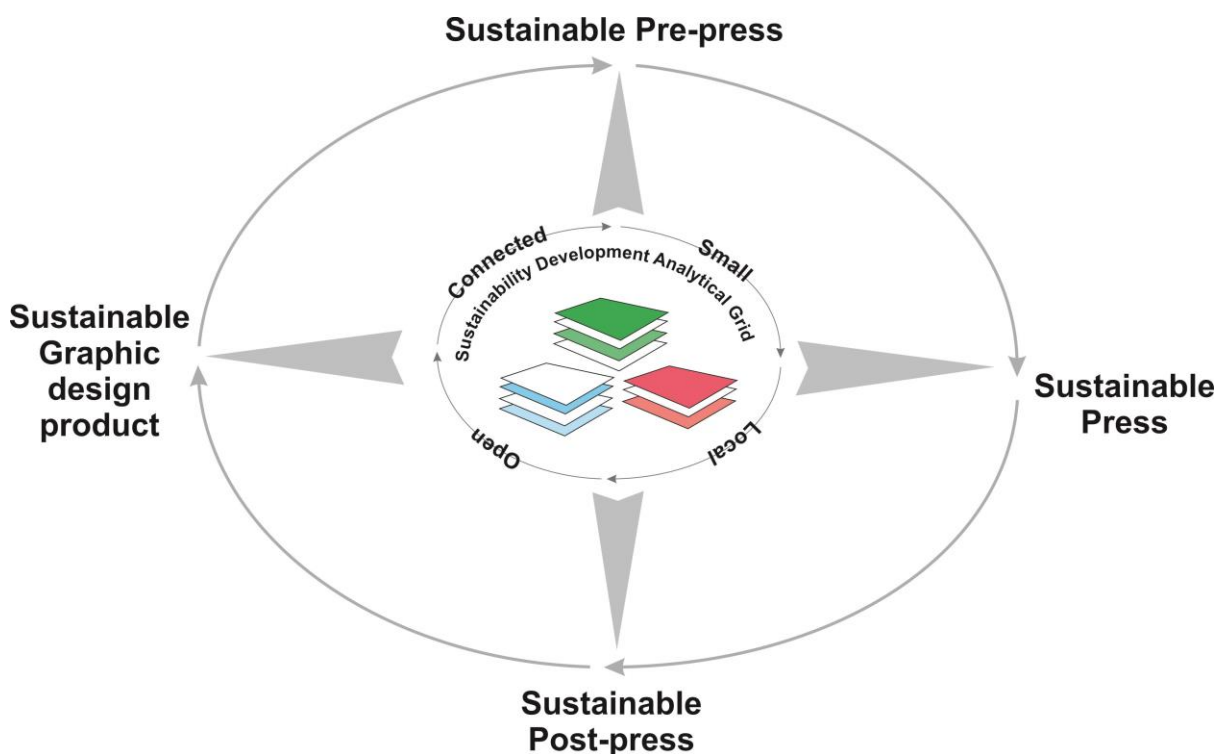 Sustainable Pre-press
Connected
Small
Sustainability Development Analytical Grid
Sustainable
Graphic
design
product
Sustainable
Press
Open
Local
Sustainable
Post-press